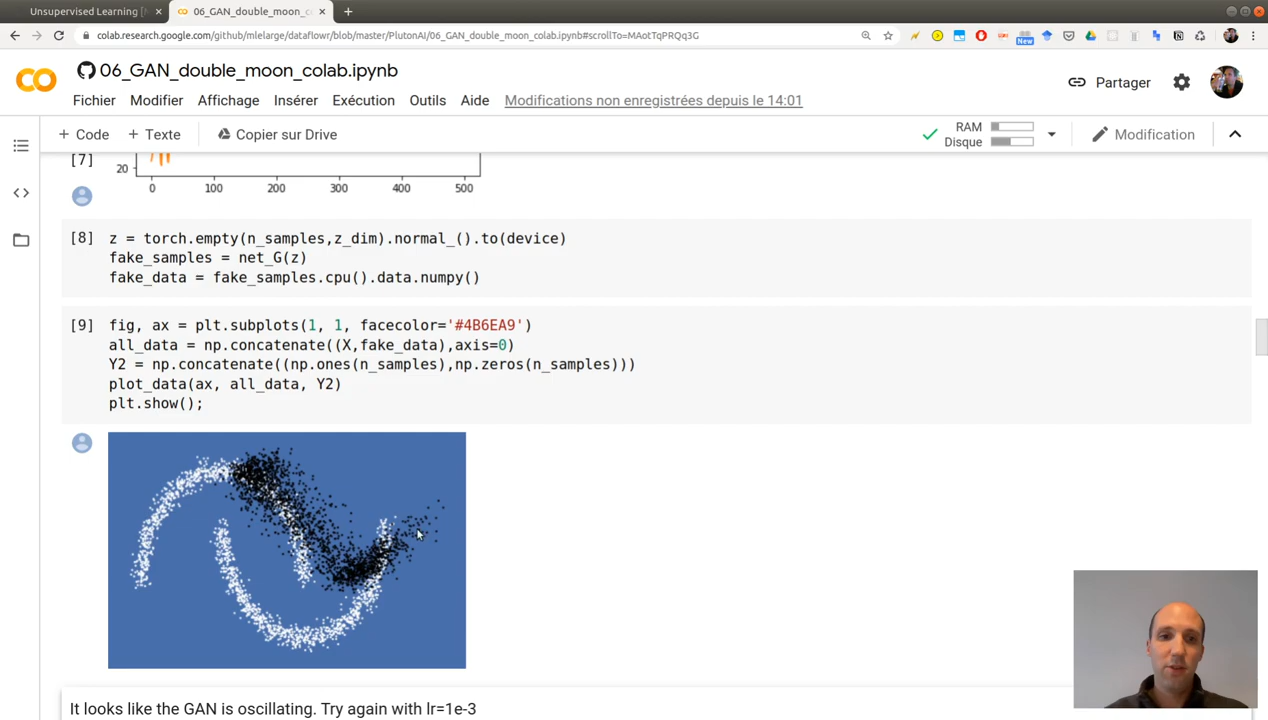 Unsupervised Learning [
06_GAN_double_moon_c
colab.research.google.com/github/mlelarge/dataflowr/blob/master/PlutonAI/06_GAN_double_moon_colab.ipynb#scrollTo=MAotTqPRQq3G
New
CO
06_GAN_double_moon_colab.ipynb
Partager
Fichier Modifier Affichage Insérer Exécution Outils Aide Modifications non enregistrées depuis le 14:01
+ Code + Texte Copier sur Drive
RAM
Disque
Modification
[7]
20
0 100 200 300 400 500
[8] z = torch.empty(n_samples,z_dim).normal_().to(device)
fake_samples = net_G(z)
fake_data = fake_samples.cpu().data.numpy()
[9] fig, ax = plt.subplots(1, 1, facecolor='#4B6EA9')
all_data = np.concatenate((X,fake_data),axis=0)
Y2 = np.concatenate((np.ones(n_samples),np.zeros(n_samples)))
plot_data(ax, all_data, Y2)
plt.show();
It looks like the GAN is oscillating. Try again with lr=1e-3